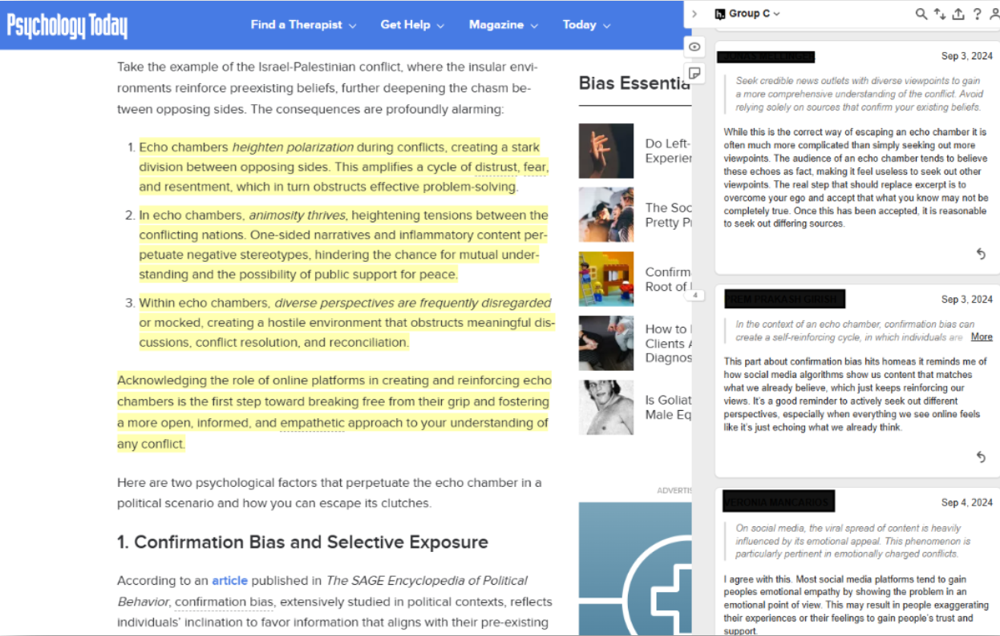 Psychology Today
Find a Therapist
Get Help
Magazine
Today
Take the example of the Israel-Palestinian conflict, where the insular envi-
ronments reinforce preexisting beliefs, further deepening the chasm be-
tween opposing sides. The consequences are profoundly alarming:
1. Echo chambers heighten polarization during conflicts, creating a stark
division between opposing sides. This amplifies a cycle of distrust, fear,
and resentment, which in turn obstructs effective problem-solving.
2. In echo chambers, animosity thrives, heightening tensions between the
conflicting nations. One-sided narratives and inflammatory content per-
petuate negative stereotypes, hindering the chance for mutual under-
standing and the possibility of public support for peace.
3. Within echo chambers, diverse perspectives are frequently disregarded
or mocked, creating a hostile environment that obstructs meaningful dis-
cussions, conflict resolution, and reconciliation.
Acknowledging the role of online platforms in creating and reinforcing echo
chambers is the first step toward breaking free from their grip and fostering
a more open, informed, and empathetic approach to your understanding of
any conflict.
Here are two psychological factors that perpetuate the echo chamber in a
political scenario and how you can escape its clutches.
1. Confirmation Bias and Selective Exposure
According to an article published in The SAGE Encyclopedia of Political
Behavior, confirmation bias, extensively studied in political contexts, reflects
individuals' inclination to favor information that aligns with their pre-existing
Bias Essentia
Do Left-
Experier
The Soc
Pretty P
Confirm
Root of
How to
Clients
Diagnos
Is Goliat
Male Eq
ADVERTIS
h. Group C
?
4
Sep 3, 2024
Seek credible news outlets with diverse viewpoints to gain
a more comprehensive understanding of the conflict. Avoid
relying solely on sources that confirm your existing beliefs.
While this is the correct way of escaping an echo chamber it is
often much more complicated than simply seeking out more
viewpoints. The audience of an echo chamber tends to believe
these echoes as fact, making it feel useless to seek out other
viewpoints. The real step that should replace excerpt is to
overcome your ego and accept that what you know may not be
completely true. Once this has been accepted, it is reasonable
to seek out differing sources.
Sep 3, 2024
In the context of an echo chamber, confirmation bias can
create a self-reinforcing cycle, in which individuals are More
This part about confirmation bias hits homeas it reminds me of
how social media algorithms show us content that matches
what we already believe, which just keeps reinforcing our
views. It's a good reminder to actively seek out different
perspectives, especially when everything we see online feels
like it's just echoing what we already think.
Sep 4, 2024
On social media, the viral spread of content is heavily
influenced by its emotional appeal. This phenomenon is
particularly pertinent in emotionally charged conflicts.
I agree with this. Most social media platforms tend to gain
peoples emotional empathy by showing the problem in an
emotional point of view. This may result in people exaggerating
their experiences or their feelings to gain people's trust and
support.